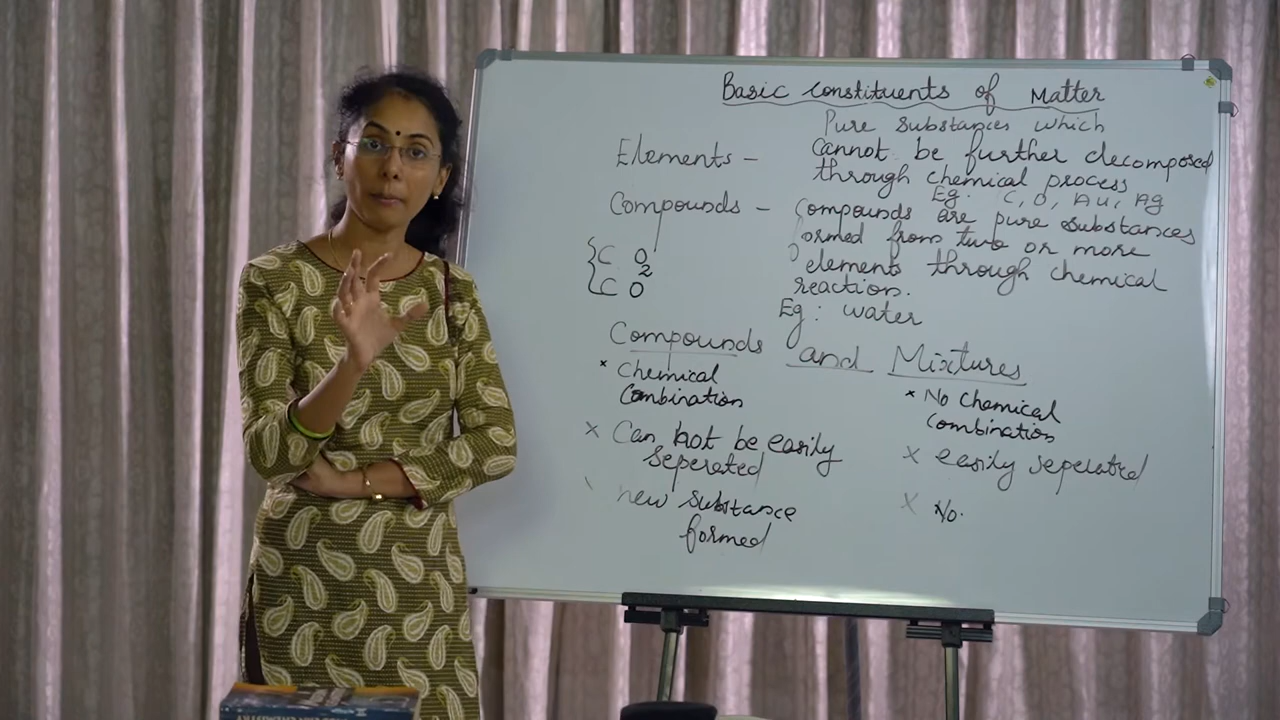 Basic constituents of Matter
Pure substances which
Elements – cannot be further decomposed
through chemical process
Eg. C, O, Au, Ag
Compounds – Compounds are pure substances
formed from two or more
elements through chemical
reaction.
C O2
C O
Eg: water
Compounds and Mixtures
× Chemical
Combination
× No Chemical
Combination
× Can not be easily
seperated
× easily seperated
new substance
formed
× No.
CHEMISTRY